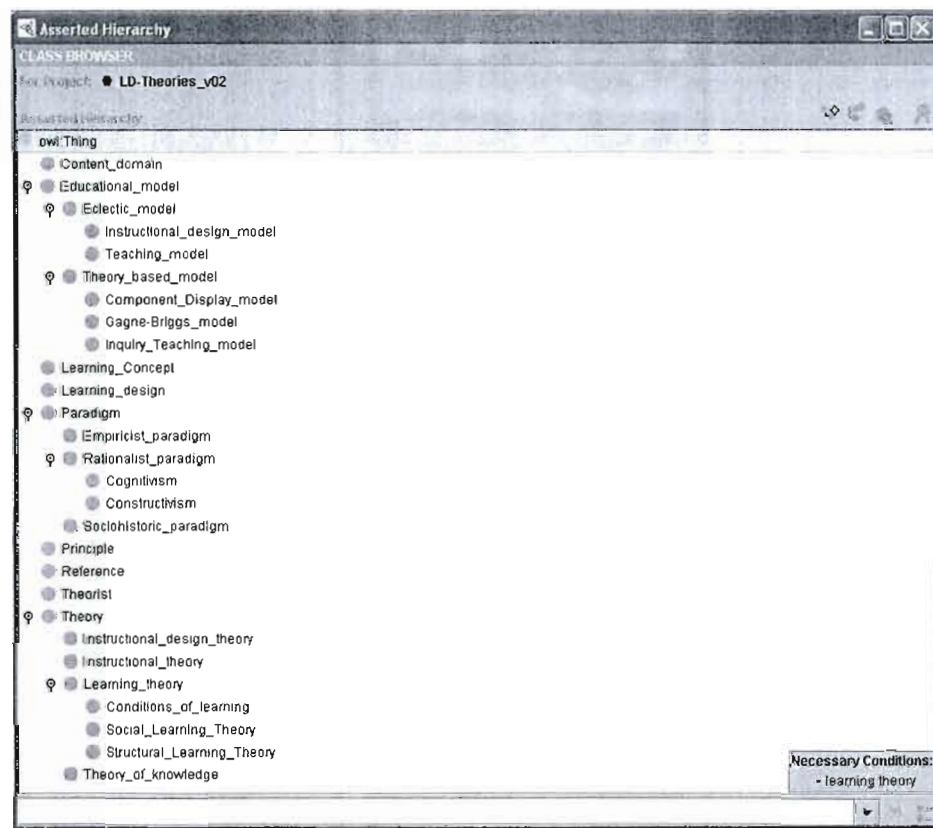 Asserted Hierarchy
CLASS BROWSER
For Project: LD-Theories_v02
Asserted Hierarchy
owl:Thing
Content_domain
Educational_model
Eclectic_model
Instructional_design_model
Teaching_model
Theory_based_model
Component_Display_model
Gagne-Briggs_model
Inquiry_Teaching_model
Learning_Concept
Learning_design
Paradigm
Empiricist_paradigm
Rationalist_paradigm
Cognitivism
Constructivism
Sociohistoric_paradigm
Principle
Reference
Theorist
Theory
Instructional_design_theory
Instructional_theory
Learning_theory
Conditions_of_learning
Social_Learning_Theory
Structural_Learning_Theory
Theory_of_knowledge
Necessary Conditions:
- learning theory